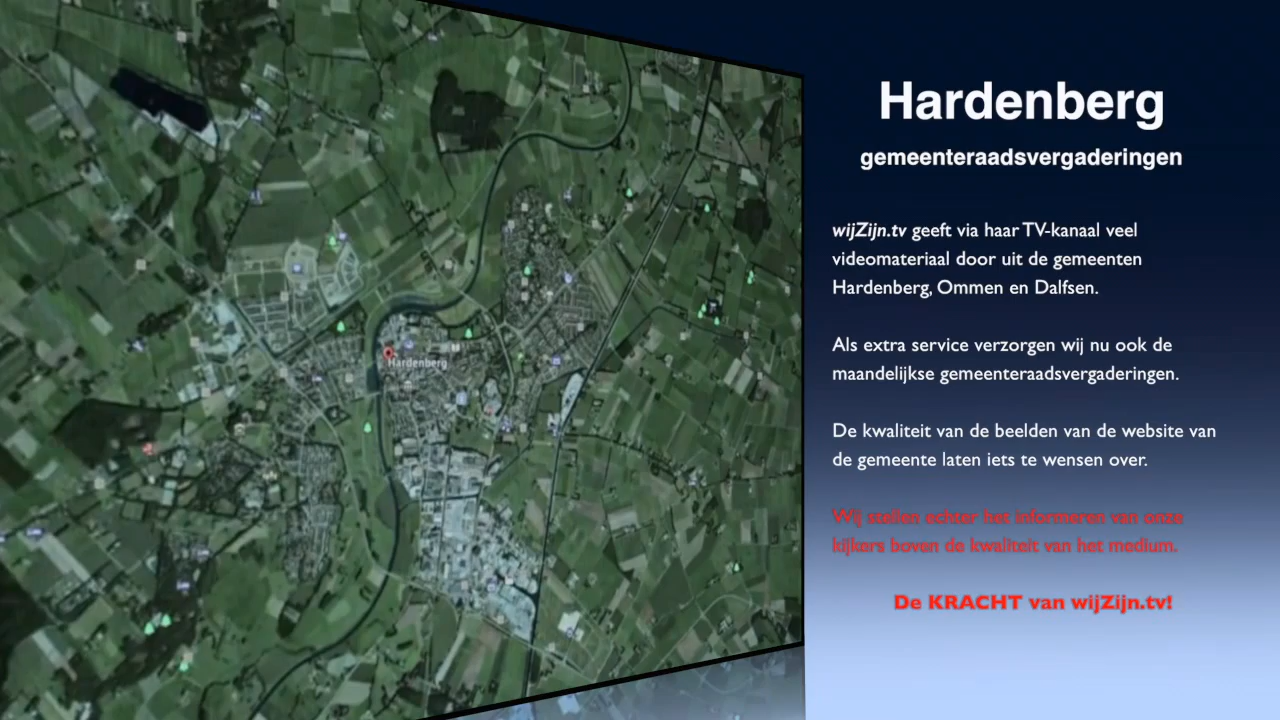 Hardenberg
gemeenteraadsvergaderingen
wijZijn.tv geeft via haar TV-kanaal veel
videomateriaal door uit de gemeenten
Hardenberg, Ommen en Dalfsen.
Als extra service verzorgen wij nu ook de
maandelijkse gemeenteraadsvergaderingen.
De kwaliteit van de beelden van de website van
de gemeente laten iets te wensen over.
Wij stellen echter het informeren van onze
kijkers boven de kwaliteit van het medium.
De KRACHT van wijZijn.tv!
Hardenberg